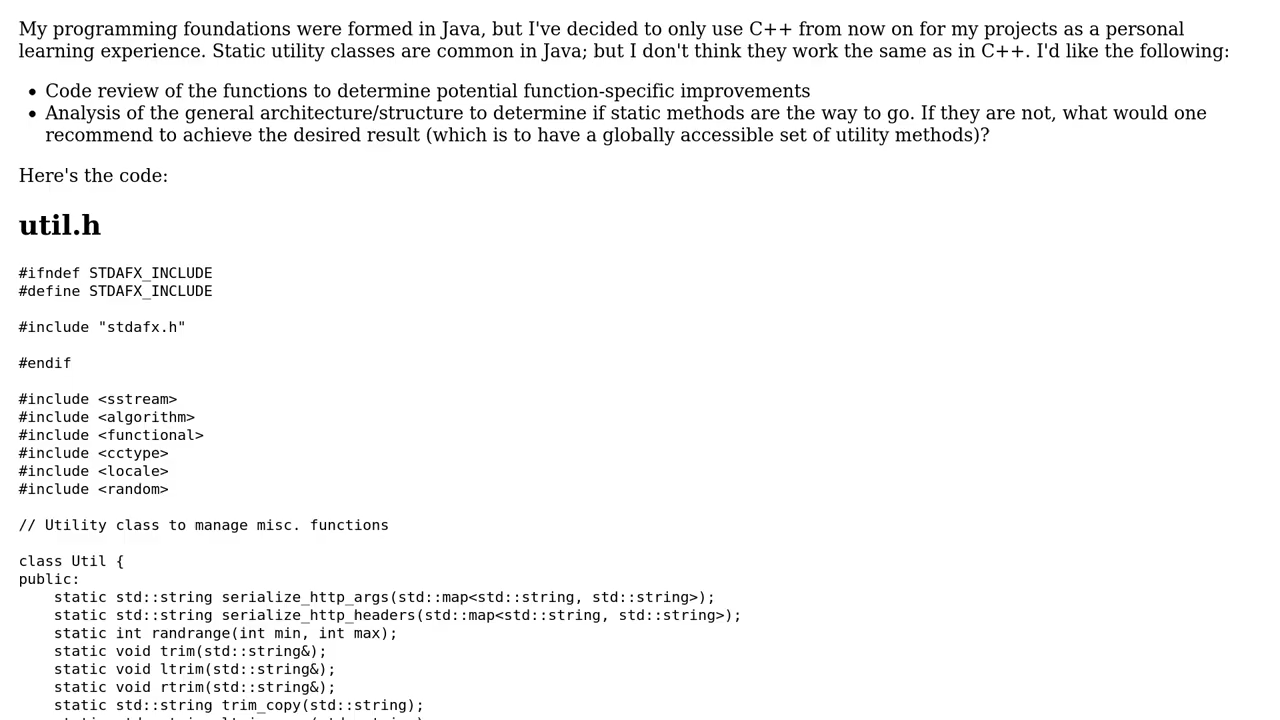 My programming foundations were formed in Java, but I've decided to only use C++ from now on for my projects as a personal
learning experience. Static utility classes are common in Java; but I don't think they work the same as in C++. I'd like the following:
• Code review of the functions to determine potential function-specific improvements
• Analysis of the general architecture/structure to determine if static methods are the way to go. If they are not, what would one
recommend to achieve the desired result (which is to have a globally accessible set of utility methods)?
Here's the code:
util.h
#ifndef STDAFX_INCLUDE
#define STDAFX_INCLUDE
#include "stdafx.h"
#endif
#include <sstream>
#include <algorithm>
#include <functional>
#include <cctype>
#include <locale>
#include <random>
// Utility class to manage misc. functions
class Util {
public:
    static std::string serialize_http_args(std::map<std::string, std::string>);
    static std::string serialize_http_headers(std::map<std::string, std::string>);
    static int randrange(int min, int max);
    static void trim(std::string&);
    static void ltrim(std::string&);
    static void rtrim(std::string&);
    static std::string trim_copy(std::string);